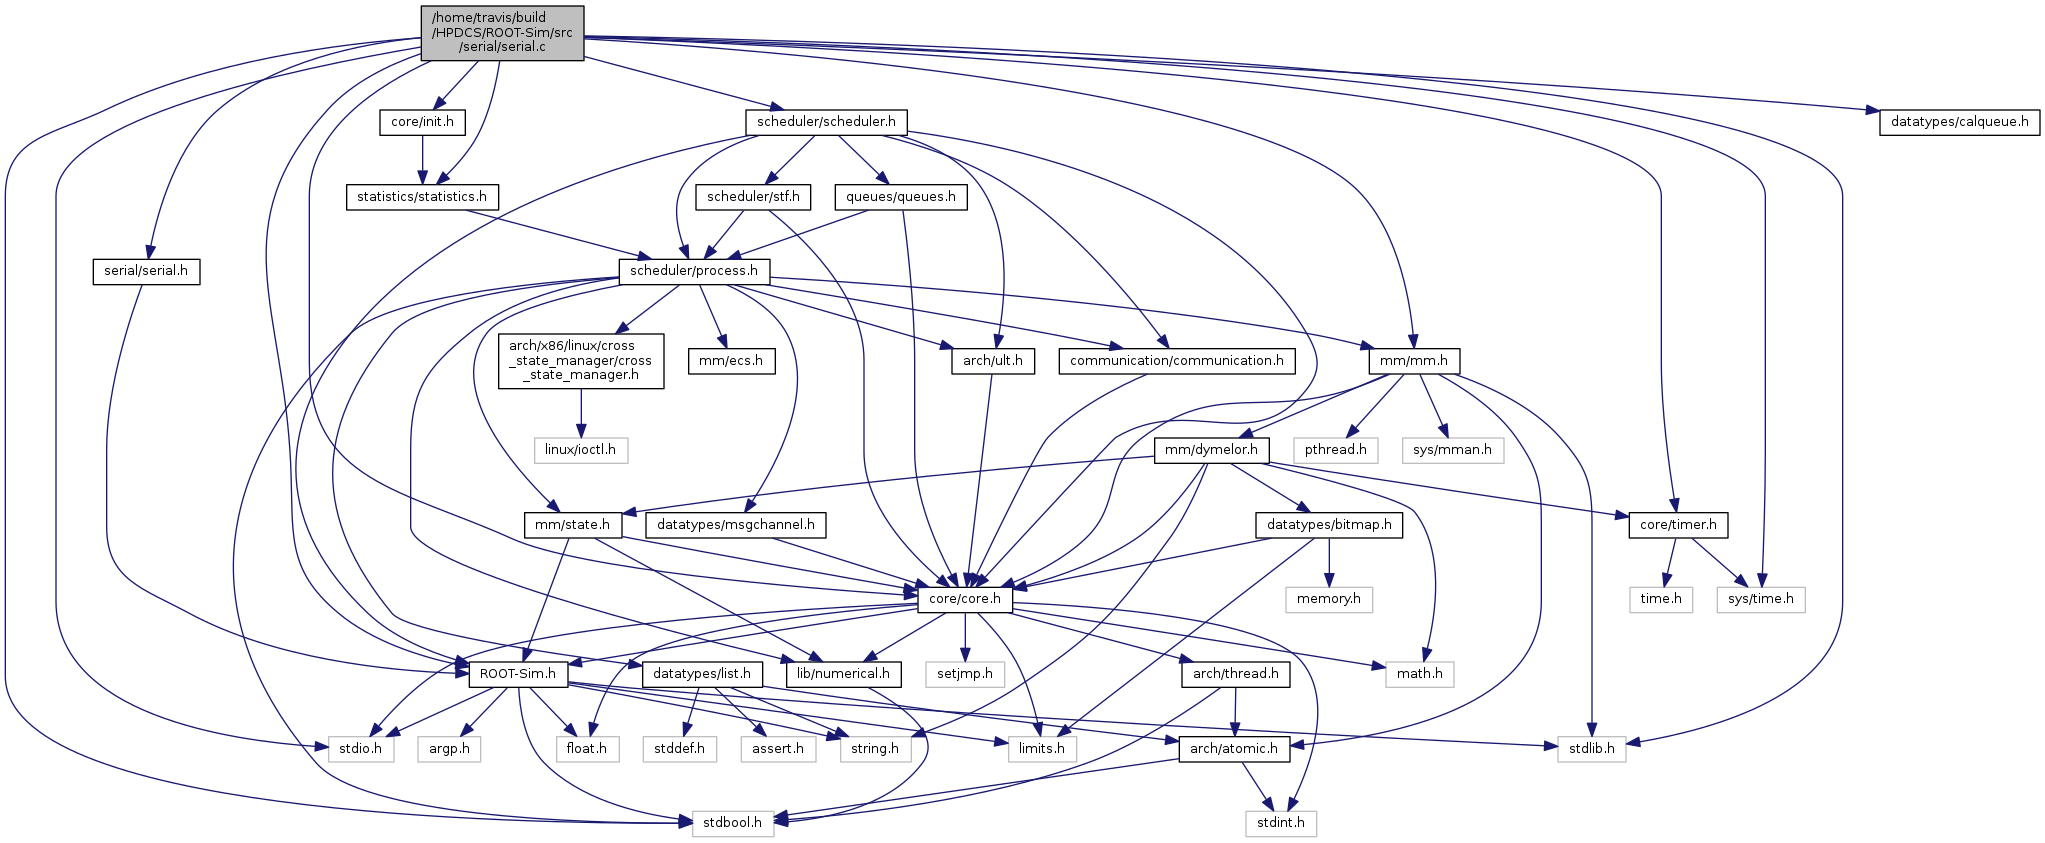 /home/travis/build
/HPDCS/ROOT-Sim/src
/serial/serial.c
core/init.h
scheduler/scheduler.h
datatypes/calqueue.h
statistics/statistics.h
scheduler/stf.h
queues/queues.h
serial/serial.h
scheduler/process.h
arch/x86/linux/cross
_state_manager/cross
_state_manager.h
mm/ecs.h
arch/ult.h
communication/communication.h
mm/mm.h
linux/ioctl.h
mm/dymelor.h
pthread.h
sys/mman.h
mm/state.h
datatypes/msgchannel.h
datatypes/bitmap.h
core/timer.h
core/core.h
memory.h
time.h
sys/time.h
ROOT-Sim.h
datatypes/list.h
lib/numerical.h
setjmp.h
arch/thread.h
math.h
stdio.h
argp.h
float.h
stddef.h
assert.h
string.h
limits.h
arch/atomic.h
stdlib.h
stdbool.h
stdint.h